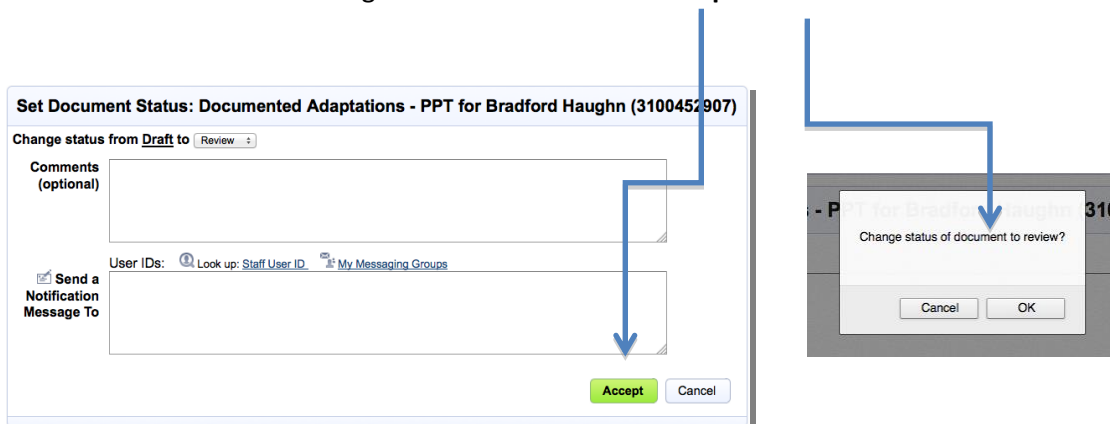 Set Document Status: Documented Adaptations - PPT for Bradford Haughn (3100452907)
Change status from Draft to Review
Comments
(optional)
User IDs: Look up: Staff User ID My Messaging Groups
Send a
Notification
Message To
Accept Cancel
- PPT for Bradford Haughn (310
Change status of document to review?
Cancel OK